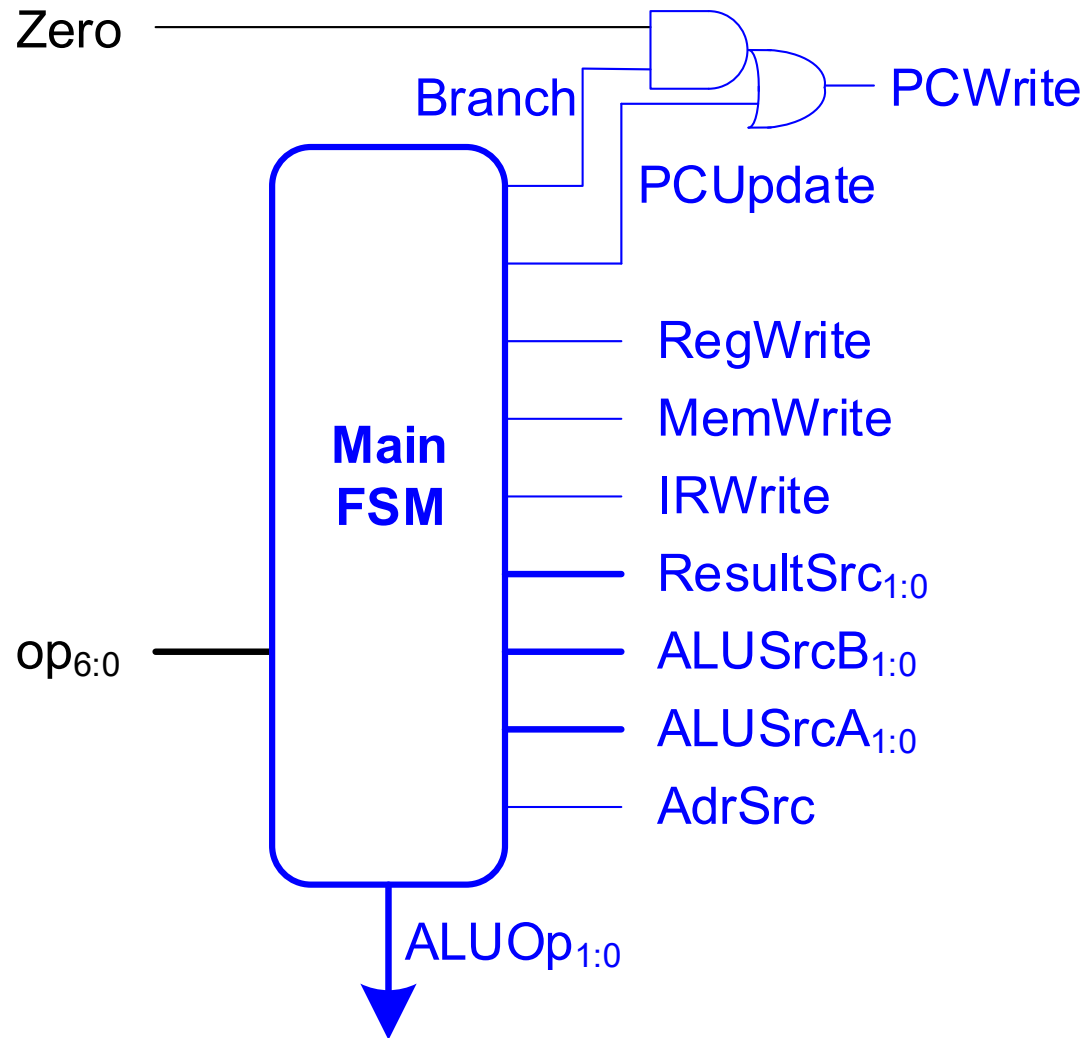 Zero
Branch
PCWrite
PCUpdate
RegWrite
MemWrite
Main
FSM
IRWrite
ResultSrc1:0
op6:0
ALUSrcB1:0
ALUSrcA1:0
AdrSrc
ALUOp1:0